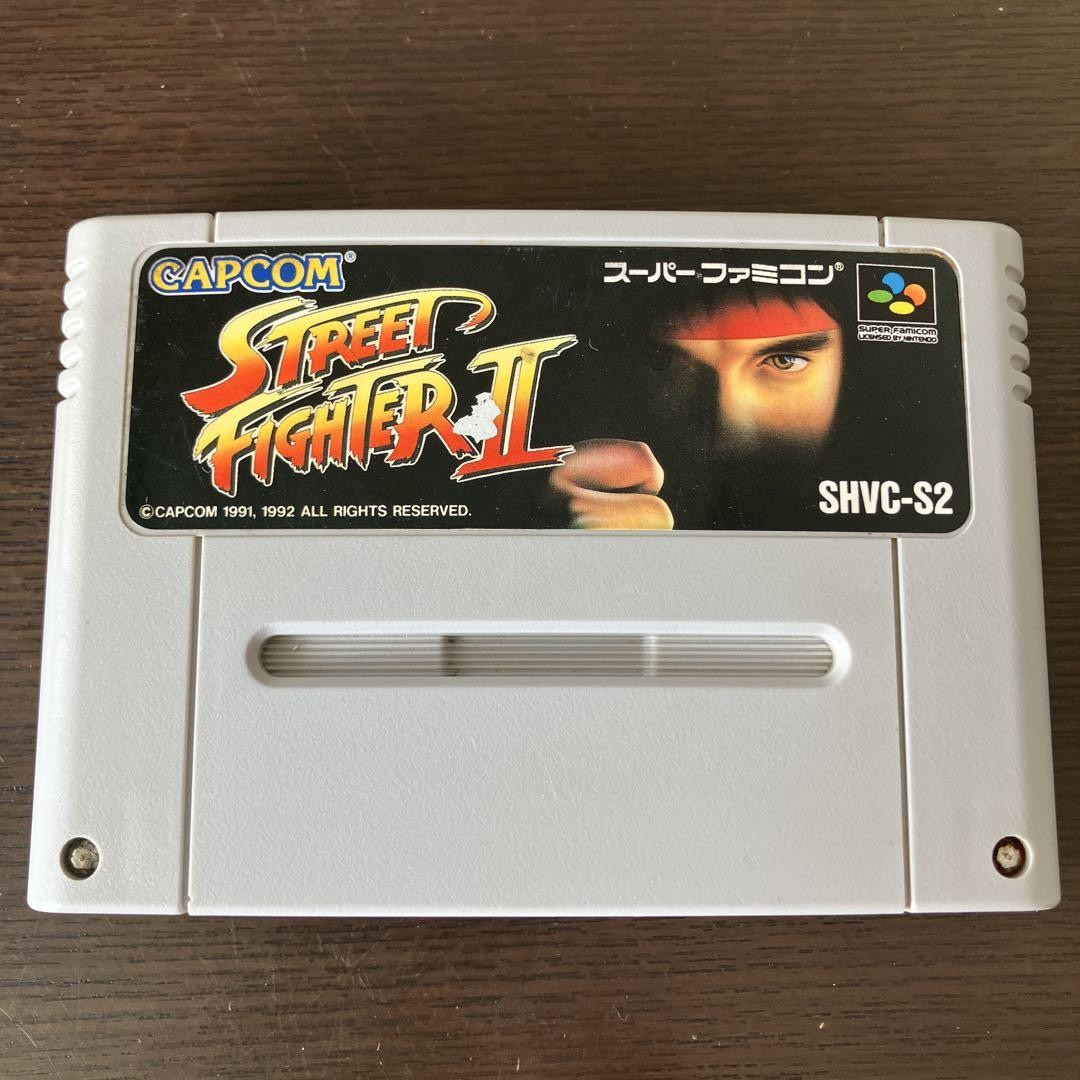 CAPCOM®
スーパーファミコン®
STREET
FIGHTER II
SUPER FAMICOM
LICENSED BY NINTENDO
SHVC-S2
©CAPCOM 1991, 1992 ALL RIGHTS RESERVED.